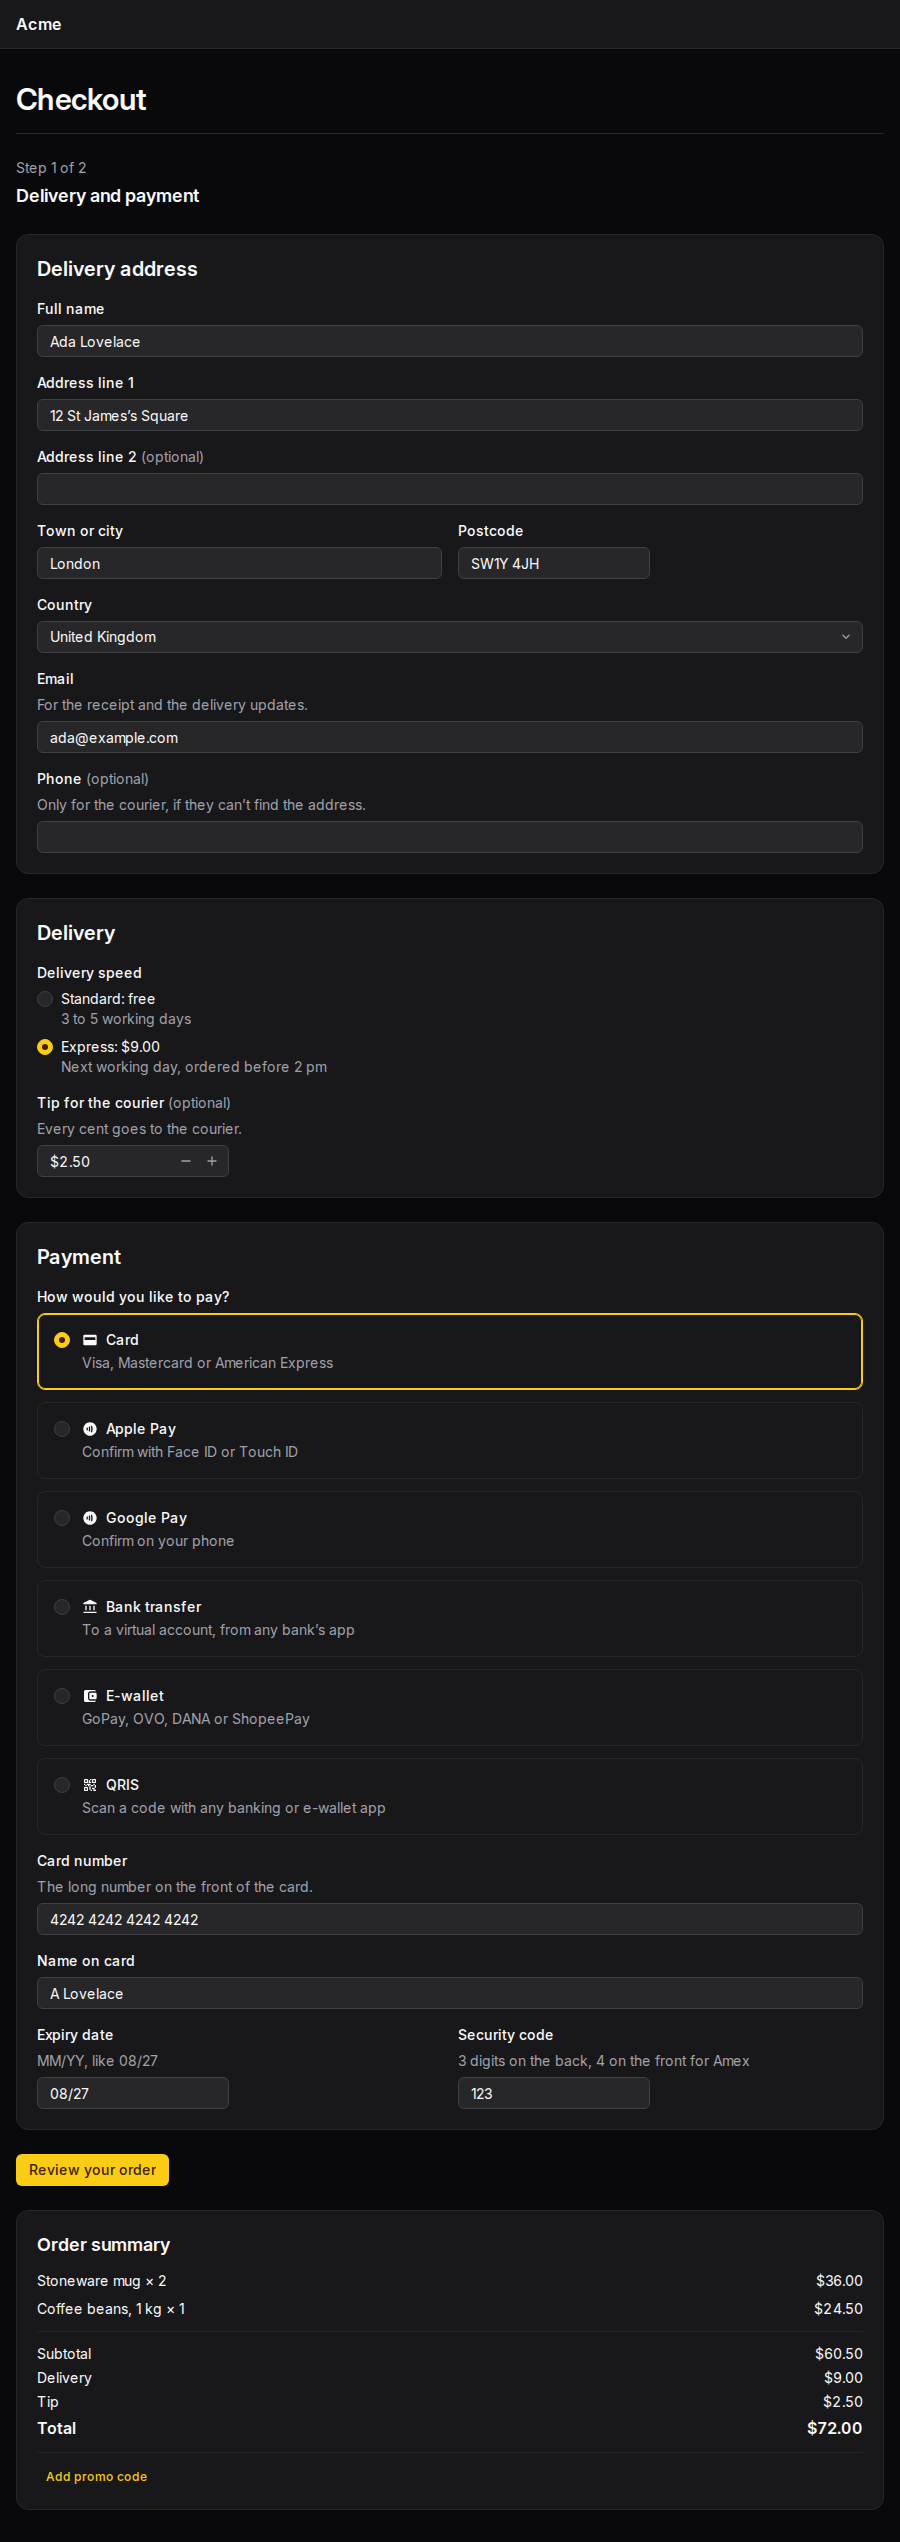 Acme
Checkout
Step 1 of 2
Delivery and payment
Delivery address
Full name
Ada Lovelace
Address line 1
12 St James’s Square
Address line 2 (optional)
Town or city
Postcode
London
SW1Y 4JH
Country
United Kingdom
Email
For the receipt and the delivery updates.
ada@example.com
Phone (optional)
Only for the courier, if they can’t find the address.
Delivery
Delivery speed
Standard: free
3 to 5 working days
Express: $9.00
Next working day, ordered before 2 pm
Tip for the courier (optional)
Every cent goes to the courier.
$2.50
Payment
How would you like to pay?
Card
Visa, Mastercard or American Express
Apple Pay
Confirm with Face ID or Touch ID
Google Pay
Confirm on your phone
Bank transfer
To a virtual account, from any bank’s app
E-wallet
GoPay, OVO, DANA or ShopeePay
QRIS
Scan a code with any banking or e-wallet app
Card number
The long number on the front of the card.
4242 4242 4242 4242
Name on card
A Lovelace
Expiry date
Security code
MM/YY, like 08/27
3 digits on the back, 4 on the front for Amex
08/27
123
Review your order
Order summary
Stoneware mug × 2 $36.00
Coffee beans, 1 kg × 1 $24.50
Subtotal $60.50
Delivery $9.00
Tip $2.50
Total $72.00
Add promo code